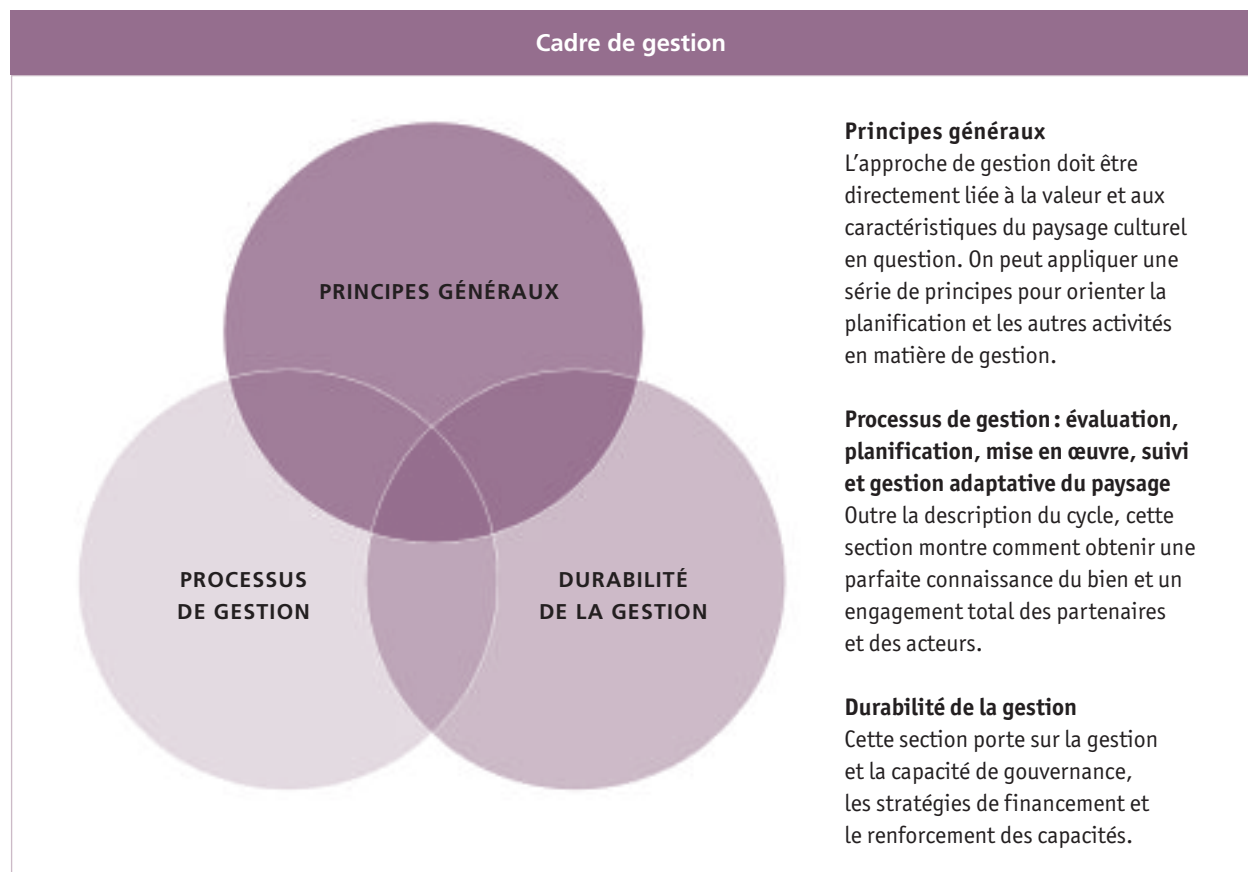 Cadre de gestion
PRINCIPES GÉNÉRAUX
PROCESSUS
DE GESTION
DURABILITÉ
DE LA GESTION
Principes généraux
L’approche de gestion doit être
directement liée à la valeur et aux
caractéristiques du paysage culturel
en question. On peut appliquer une
série de principes pour orienter la
planification et les autres activités
en matière de gestion.
Processus de gestion : évaluation,
planification, mise en œuvre, suivi
et gestion adaptative du paysage
Outre la description du cycle, cette
section montre comment obtenir une
parfaite connaissance du bien et un
engagement total des partenaires
et des acteurs.
Durabilité de la gestion
Cette section porte sur la gestion
et la capacité de gouvernance,
les stratégies de financement et
le renforcement des capacités.